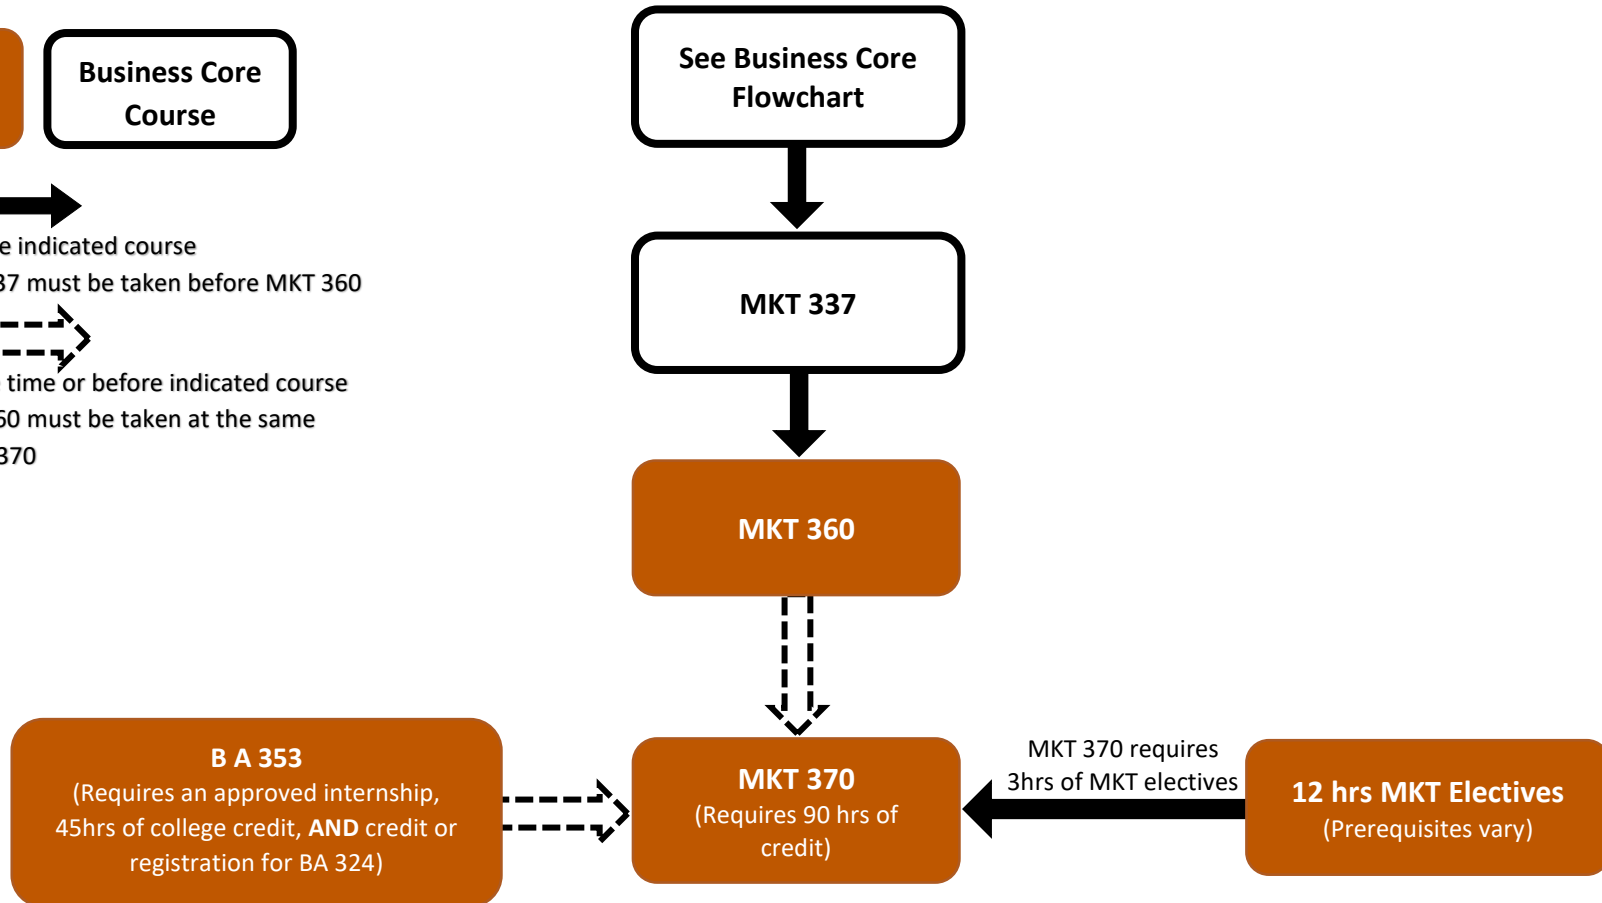 Business Core
Course
indicated course
must be taken before MKT 360
time or before indicated course
must be taken at the same
370
See Business Core
Flowchart
MKT 337
MKT 360
B A 353
(Requires an approved internship,
45hrs of college credit, AND credit or
registration for BA 324)
MKT 370
(Requires 90 hrs of
credit)
MKT 370 requires
3hrs of MKT electives
12 hrs MKT Electives
(Prerequisites vary)